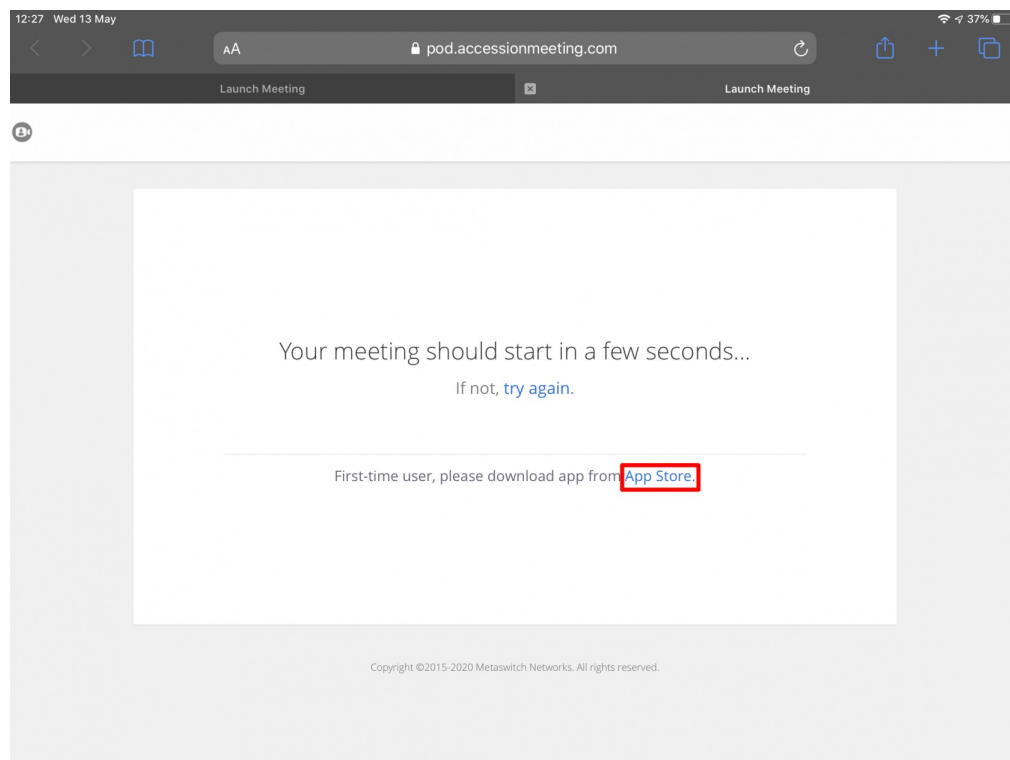 12:27 Wed 13 May
37%
AA
pod.accessionmeeting.com
Launch Meeting
Launch Meeting
Your meeting should start in a few seconds...
If not, try again.
First-time user, please download app from App Store.
Copyright ©2015-2020 Metaswitch Networks. All rights reserved.